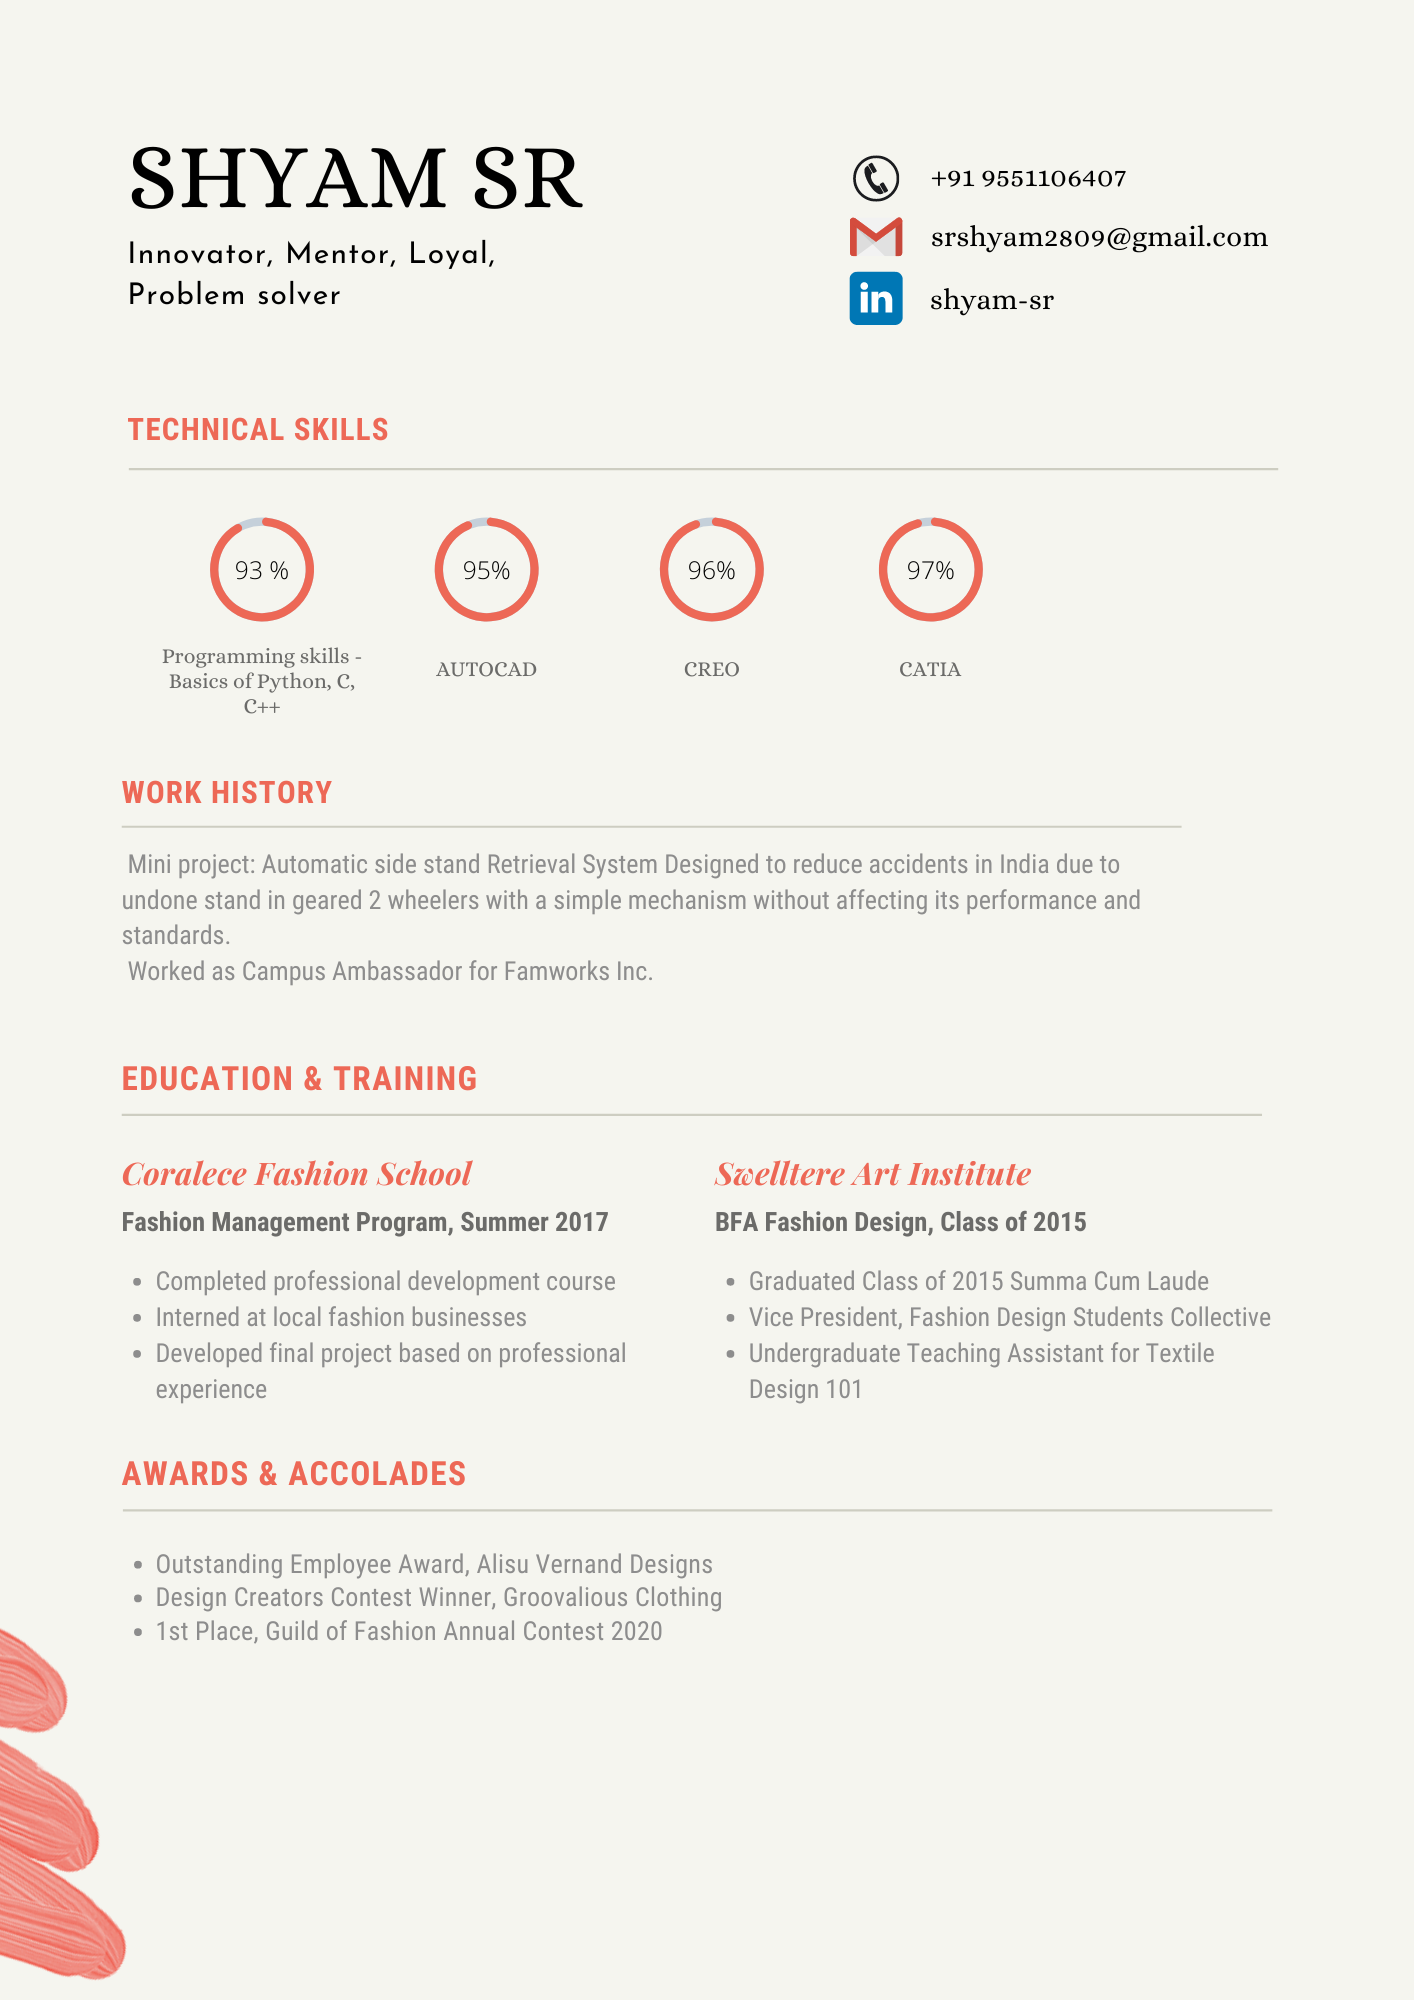 SHYAM SR
Innovator, Mentor, Loyal,
Problem solver
+91 9551106407
srshyam2809@gmail.com
in
shyam-sr
TECHNICAL SKILLS
93 %
95%
96%
97%
Programming skills -
Basics of Python, C,
C++
AUTOCAD
CREO
CATIA
WORK HISTORY
Mini project: Automatic side stand Retrieval System Designed to reduce accidents in India due to
undone stand in geared 2 wheelers with a simple mechanism without affecting its performance and
standards.
Worked as Campus Ambassador for Famworks Inc.
EDUCATION & TRAINING
Coralece Fashion School
Fashion Management Program, Summer 2017
• Completed professional development course
• Interned at local fashion businesses
• Developed final project based on professional
experience
Swelltere Art Institute
BFA Fashion Design, Class of 2015
• Graduated Class of 2015 Summa Cum Laude
• Vice President, Fashion Design Students Collective
• Undergraduate Teaching Assistant for Textile
Design 101
AWARDS & ACCOLADES
• Outstanding Employee Award, Alisu Vernand Designs
• Design Creators Contest Winner, Groovalious Clothing
• 1st Place, Guild of Fashion Annual Contest 2020